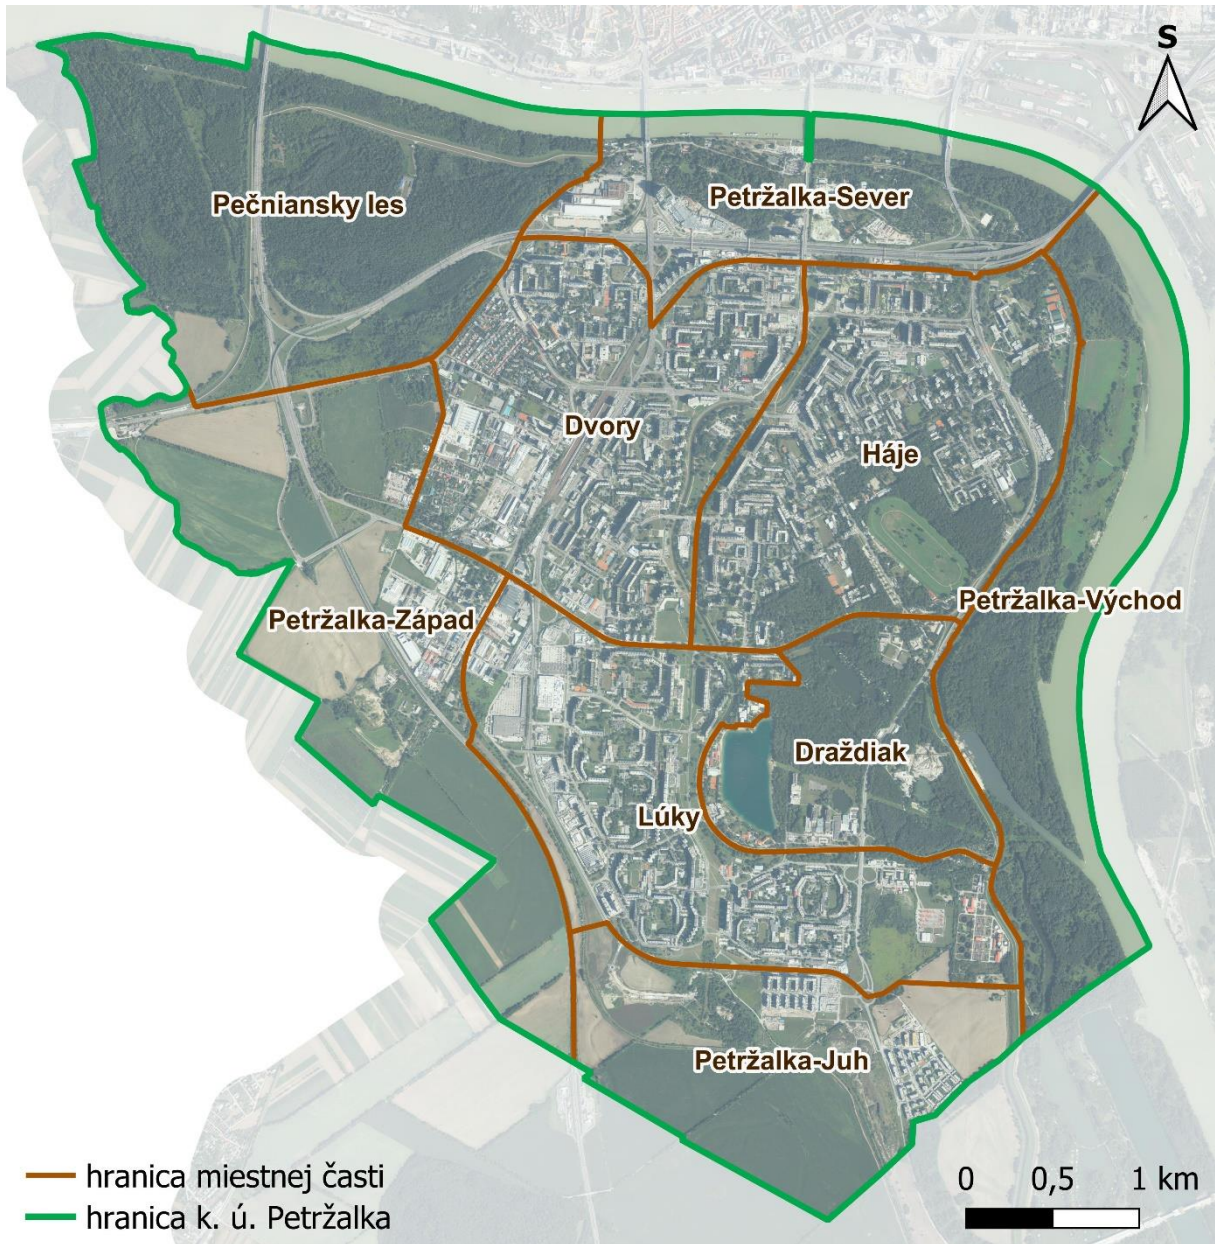 S
Pečniansky les
Petržalka-Sever
Dvory
Háje
Petržalka-Západ
Petržalka-Východ
Draždiak
Lúky
Petržalka-Juh
hranica miestnej časti
hranica k. ú. Petržalka
0 0,5 1 km